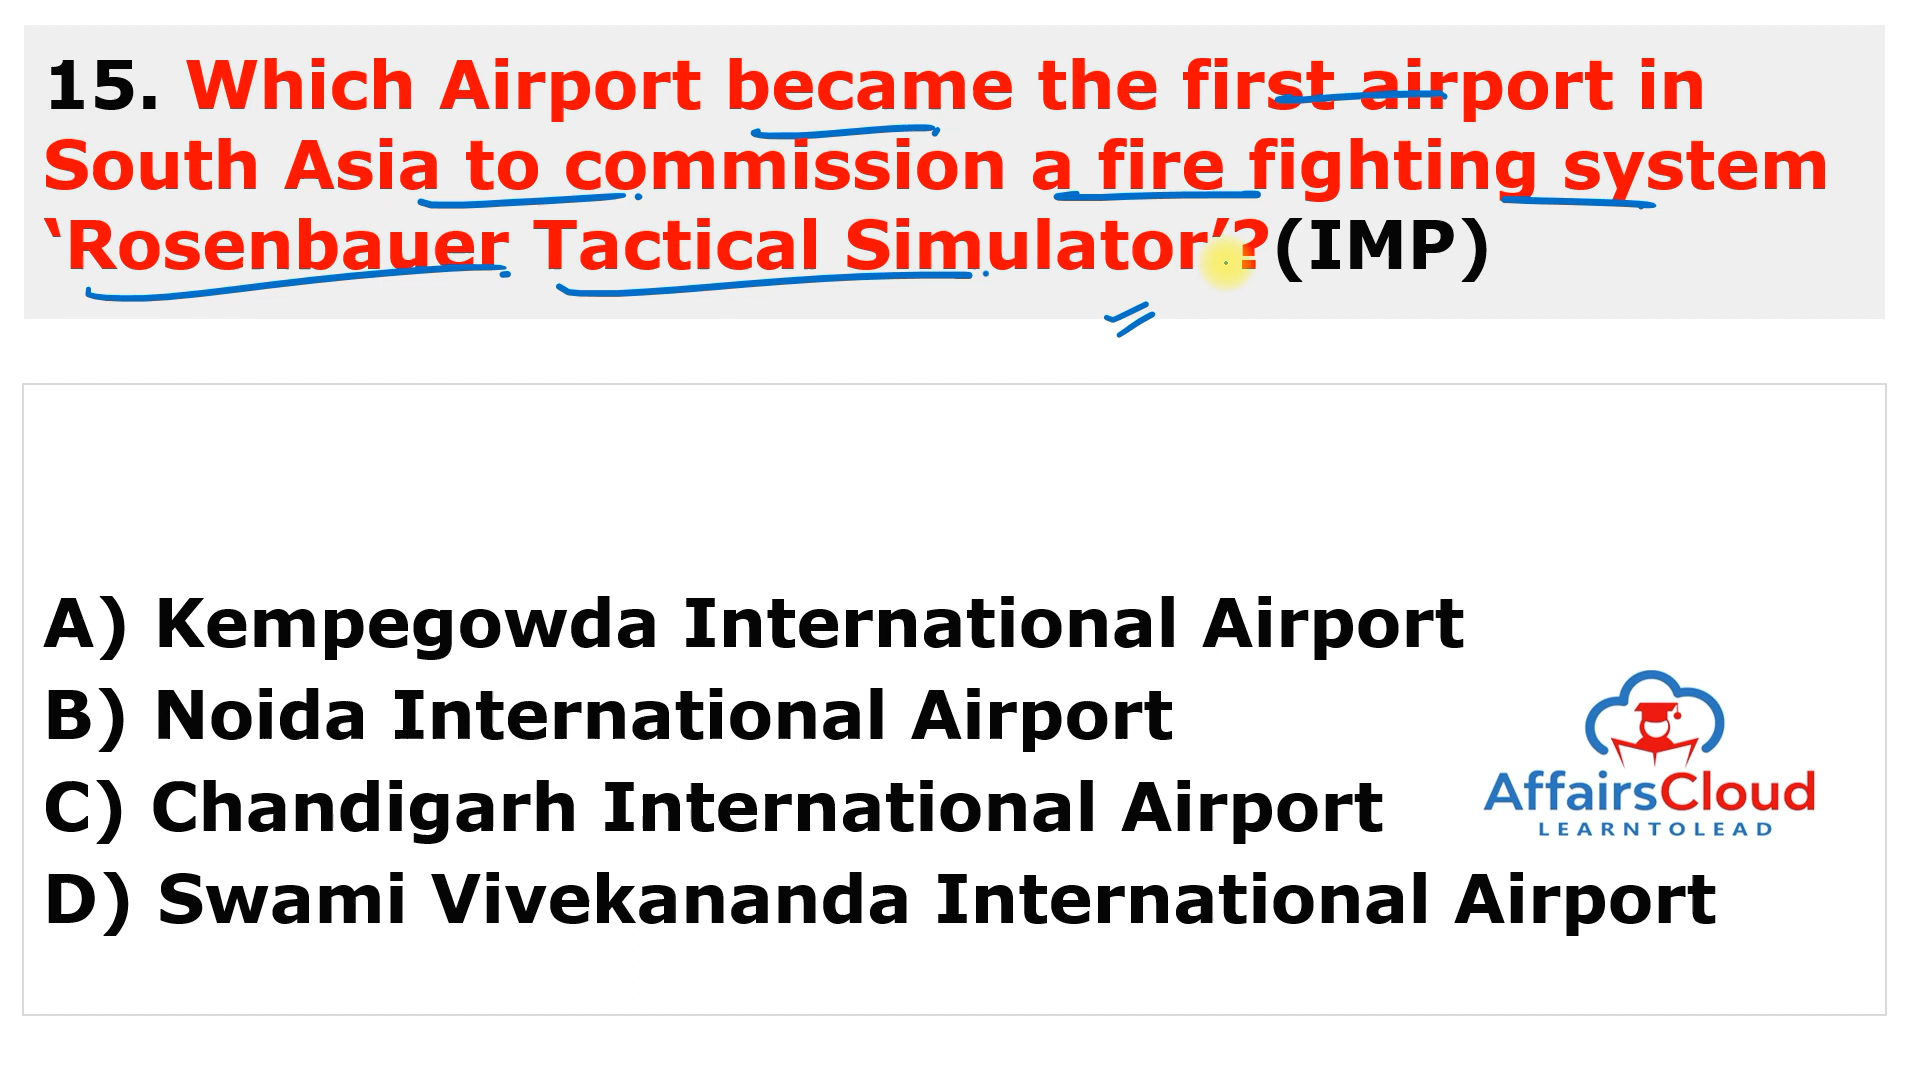 15. Which Airport became the first airport in
South Asia to commission a fire fighting system
‘Rosenbauer Tactical Simulator’?(IMP)
A) Kempegowda International Airport
B) Noida International Airport
C) Chandigarh International Airport
D) Swami Vivekananda International Airport
AffairsCloud
LEARNTOLEAD